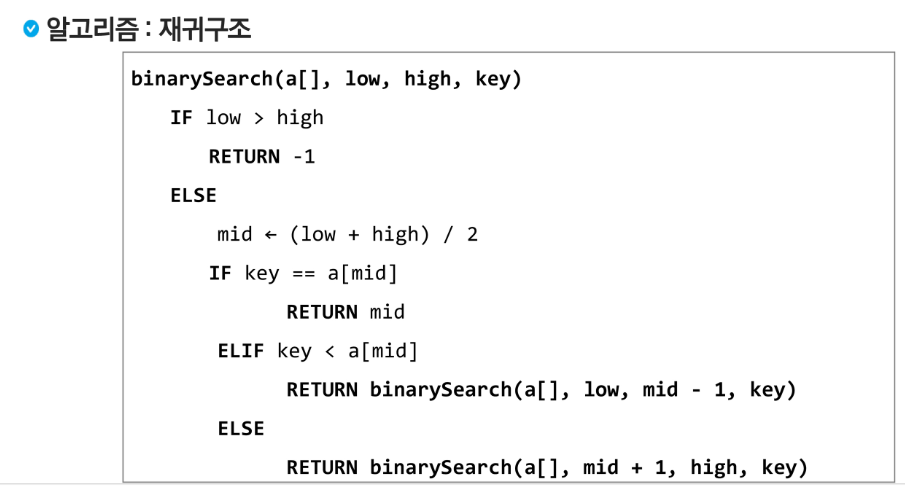 알고리즘 : 재귀구조
binarySearch(a[], low, high, key)
IF low > high
RETURN -1
ELSE
mid ← (low + high) / 2
IF key == a[mid]
RETURN mid
ELIF key < a[mid]
RETURN binarySearch(a[], low, mid - 1, key)
ELSE
RETURN binarySearch(a[], mid + 1, high, key)